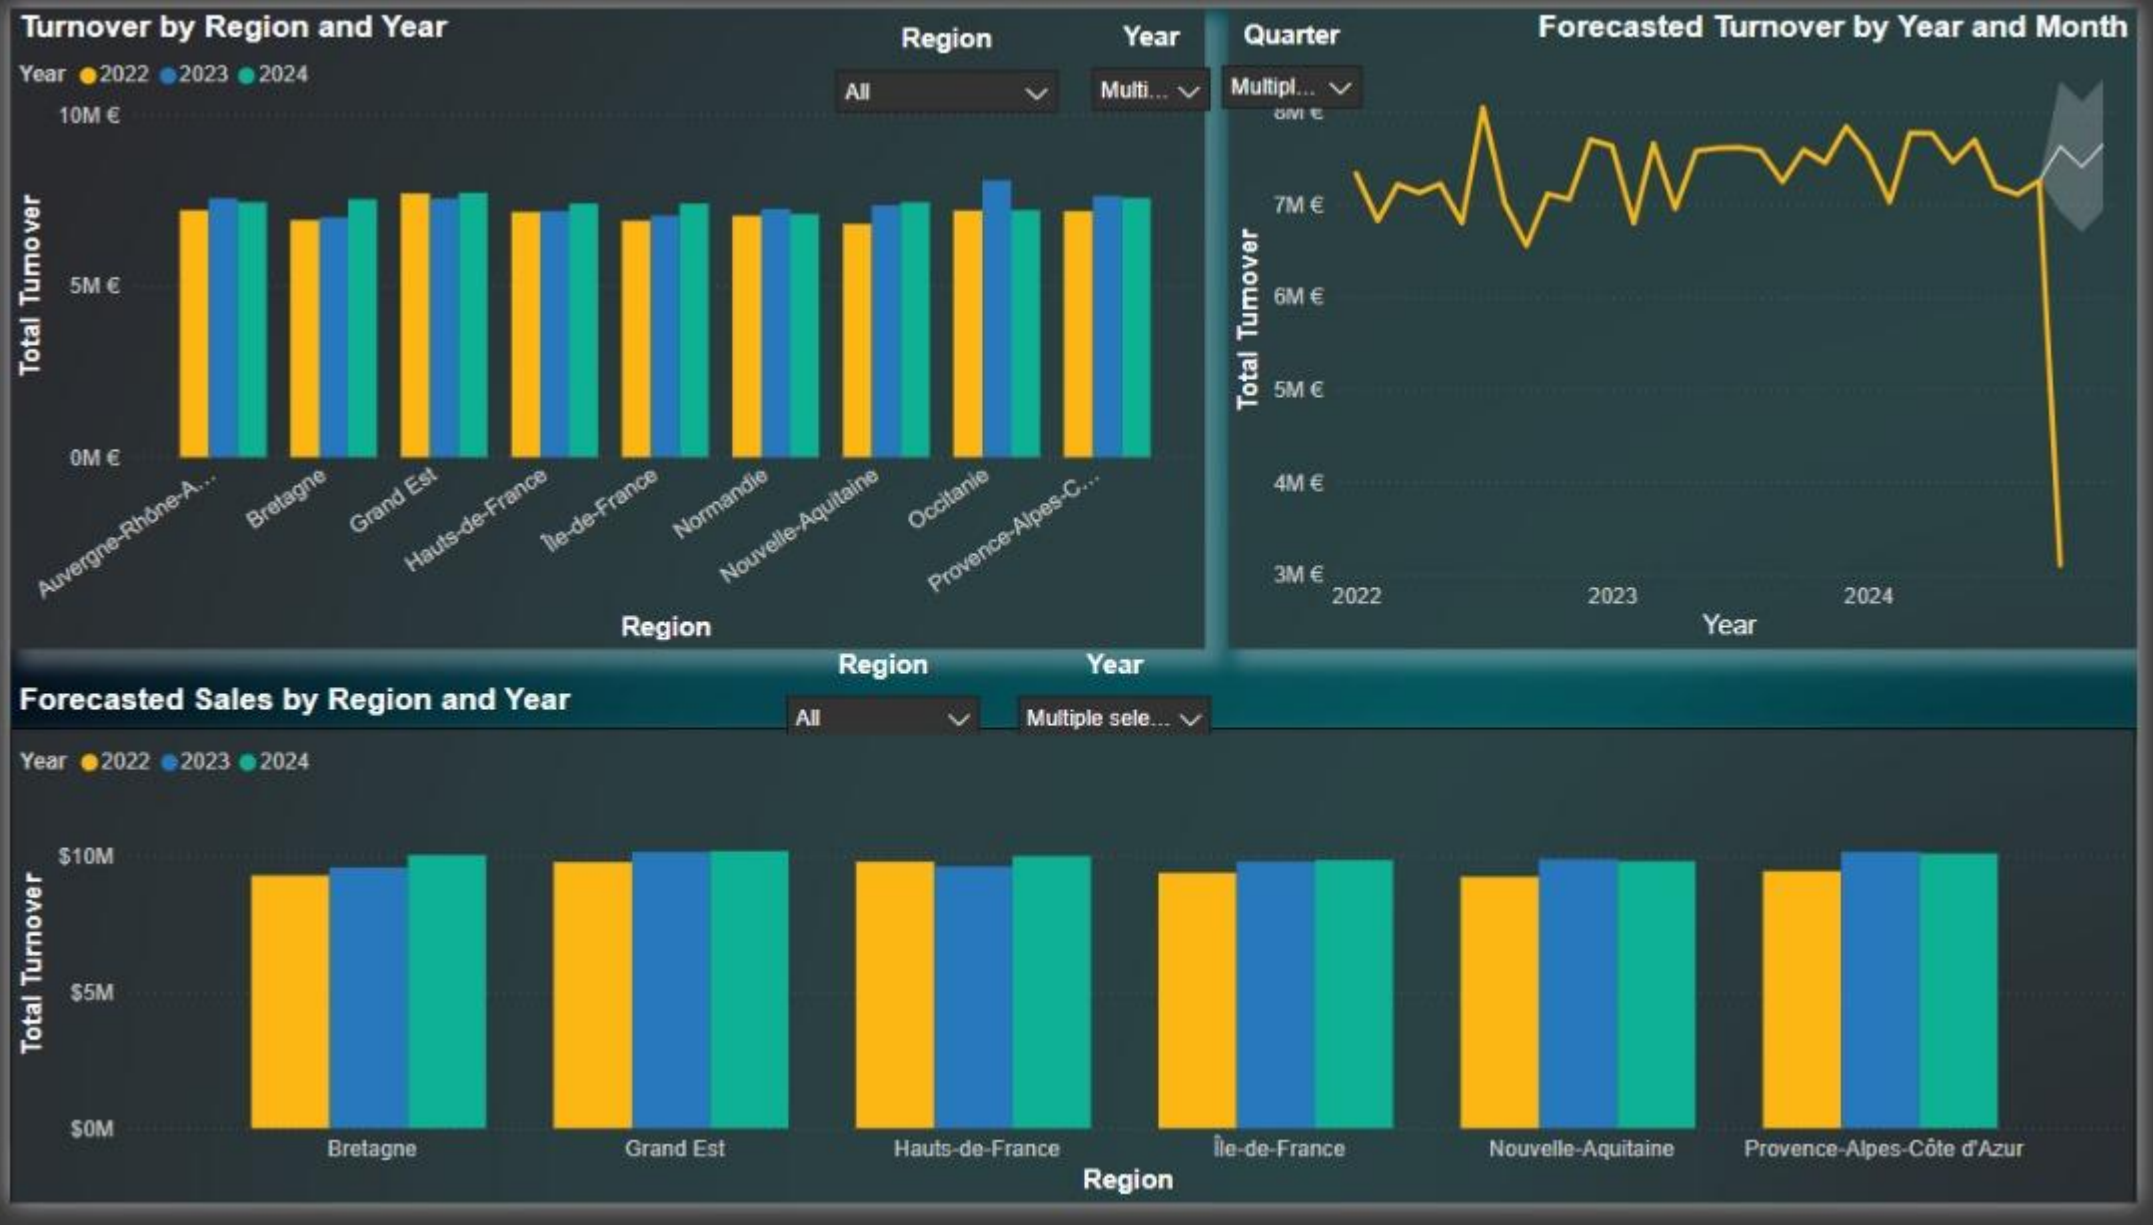 Turnover by Region and Year
Region
Year
Year 2022 2023 2024
All
Multi...
10M €
5M €
0M €
Total Turnover
Auvergne-Rhône-A...
Bretagne
Grand Est
Hauts-de-France
Île-de-France
Normandie
Nouvelle-Aquitaine
Occitanie
Provence-Alpes-C...
Region
Quarter
Forecasted Turnover by Year and Month
Multipl...
8M €
7M €
6M €
5M €
4M €
3M €
Total Turnover
2022 2023 2024
Year
Forecasted Sales by Region and Year
Region
Year
All
Multiple sele...
Year 2022 2023 2024
$10M
$5M
$0M
Total Turnover
Bretagne
Grand Est
Hauts-de-France
Île-de-France
Nouvelle-Aquitaine
Provence-Alpes-Côte d'Azur
Region